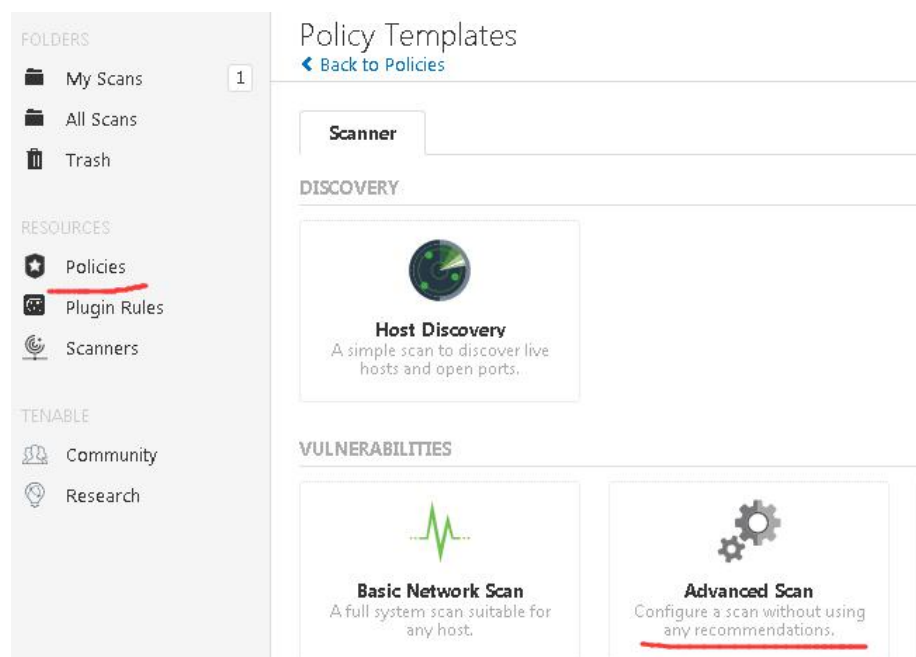 FOLDERS
My Scans 1
All Scans
Trash
RESOURCES
Policies
Plugin Rules
Scanners
TENABLE
Community
Research
Policy Templates
Back to Policies
Scanner
DISCOVERY
Host Discovery
A simple scan to discover live
hosts and open ports.
VULNERABILITIES
Basic Network Scan
A full system scan suitable for
any host.
Advanced Scan
Configure a scan without using
any recommendations.